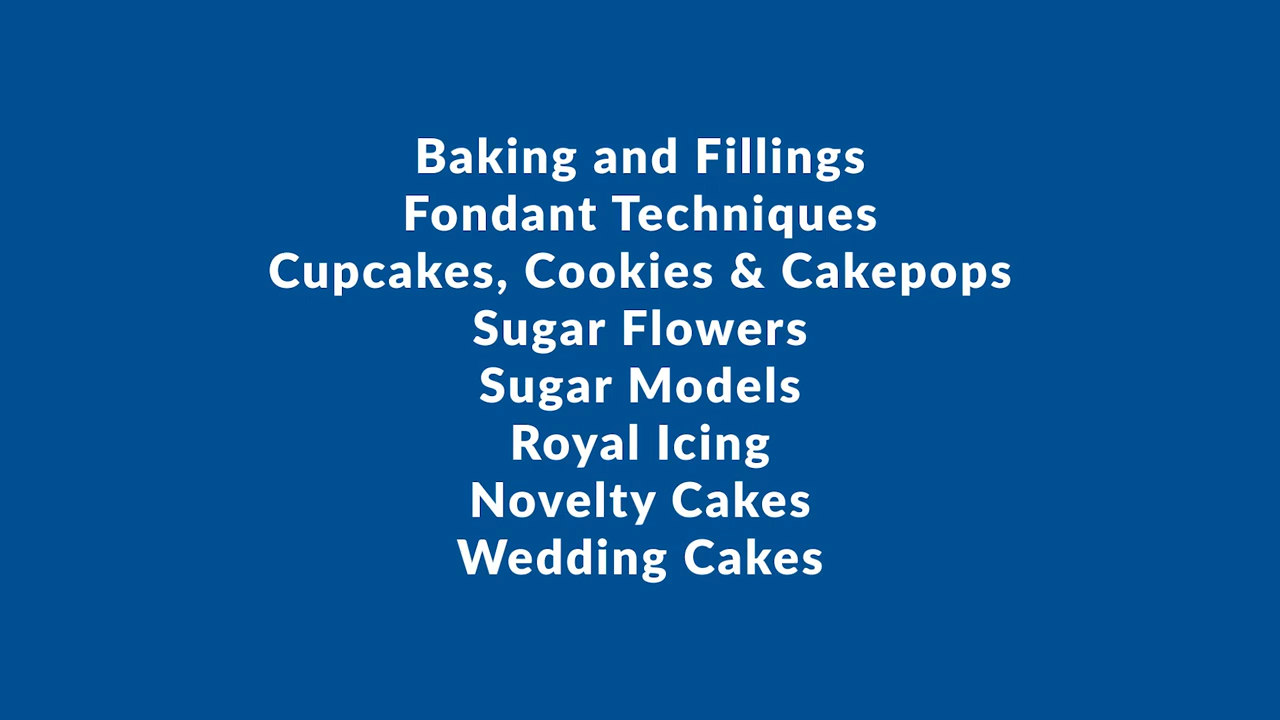 Baking and Fillings
Fondant Techniques
Cupcakes, Cookies & Cakepops
Sugar Flowers
Sugar Models
Royal Icing
Novelty Cakes
Wedding Cakes